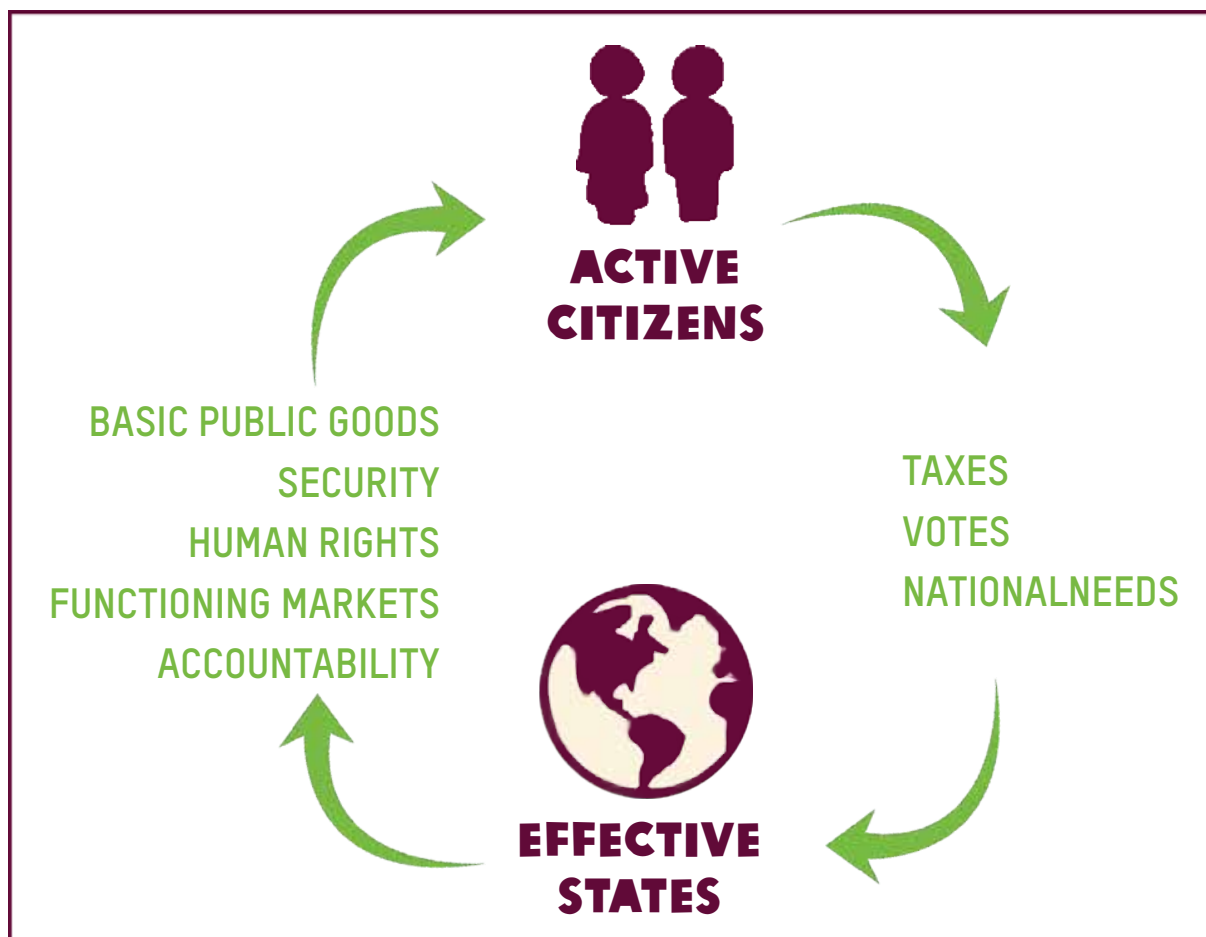 ACTIVE
CITIZENS
BASIC PUBLIC GOODS
SECURITY
HUMAN RIGHTS
FUNCTIONING MARKETS
ACCOUNTABILITY
TAXES
VOTES
NATIONALNEEDS
EFFECTIVE
STATES